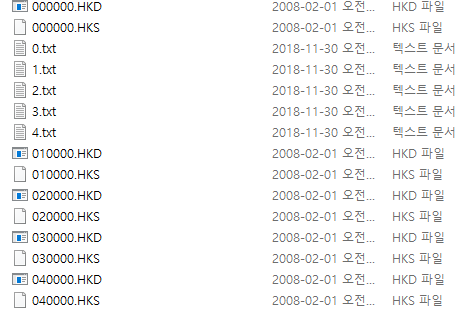 000000.HKD 2008-02-01 오전... HKD 파일
000000.HKS 2008-02-01 오전... HKS 파일
0.txt 2018-11-30 오전... 텍스트 문서
1.txt 2018-11-30 오전... 텍스트 문서
2.txt 2018-11-30 오전... 텍스트 문서
3.txt 2018-11-30 오전... 텍스트 문서
4.txt 2018-11-30 오전... 텍스트 문서
010000.HKD 2008-02-01 오전... HKD 파일
010000.HKS 2008-02-01 오전... HKS 파일
020000.HKD 2008-02-01 오전... HKD 파일
020000.HKS 2008-02-01 오전... HKS 파일
030000.HKD 2008-02-01 오전... HKD 파일
030000.HKS 2008-02-01 오전... HKS 파일
040000.HKD 2008-02-01 오전... HKD 파일
040000.HKS 2008-02-01 오전... HKS 파일